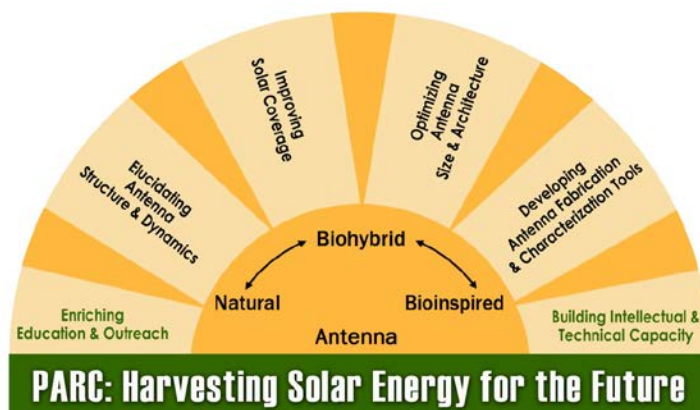 Enriching
Education & Outreach
Elucidating
Antenna
Structure & Dynamics
Improving
Solar Coverage
Optimizing
Antenna
Size & Architecture
Developing
Antenna Fabrication
& Characterization Tools
Building Intellectual &
Technical Capacity
Biohybrid
Natural
Bioinspired
Antenna
PARC: Harvesting Solar Energy for the Future